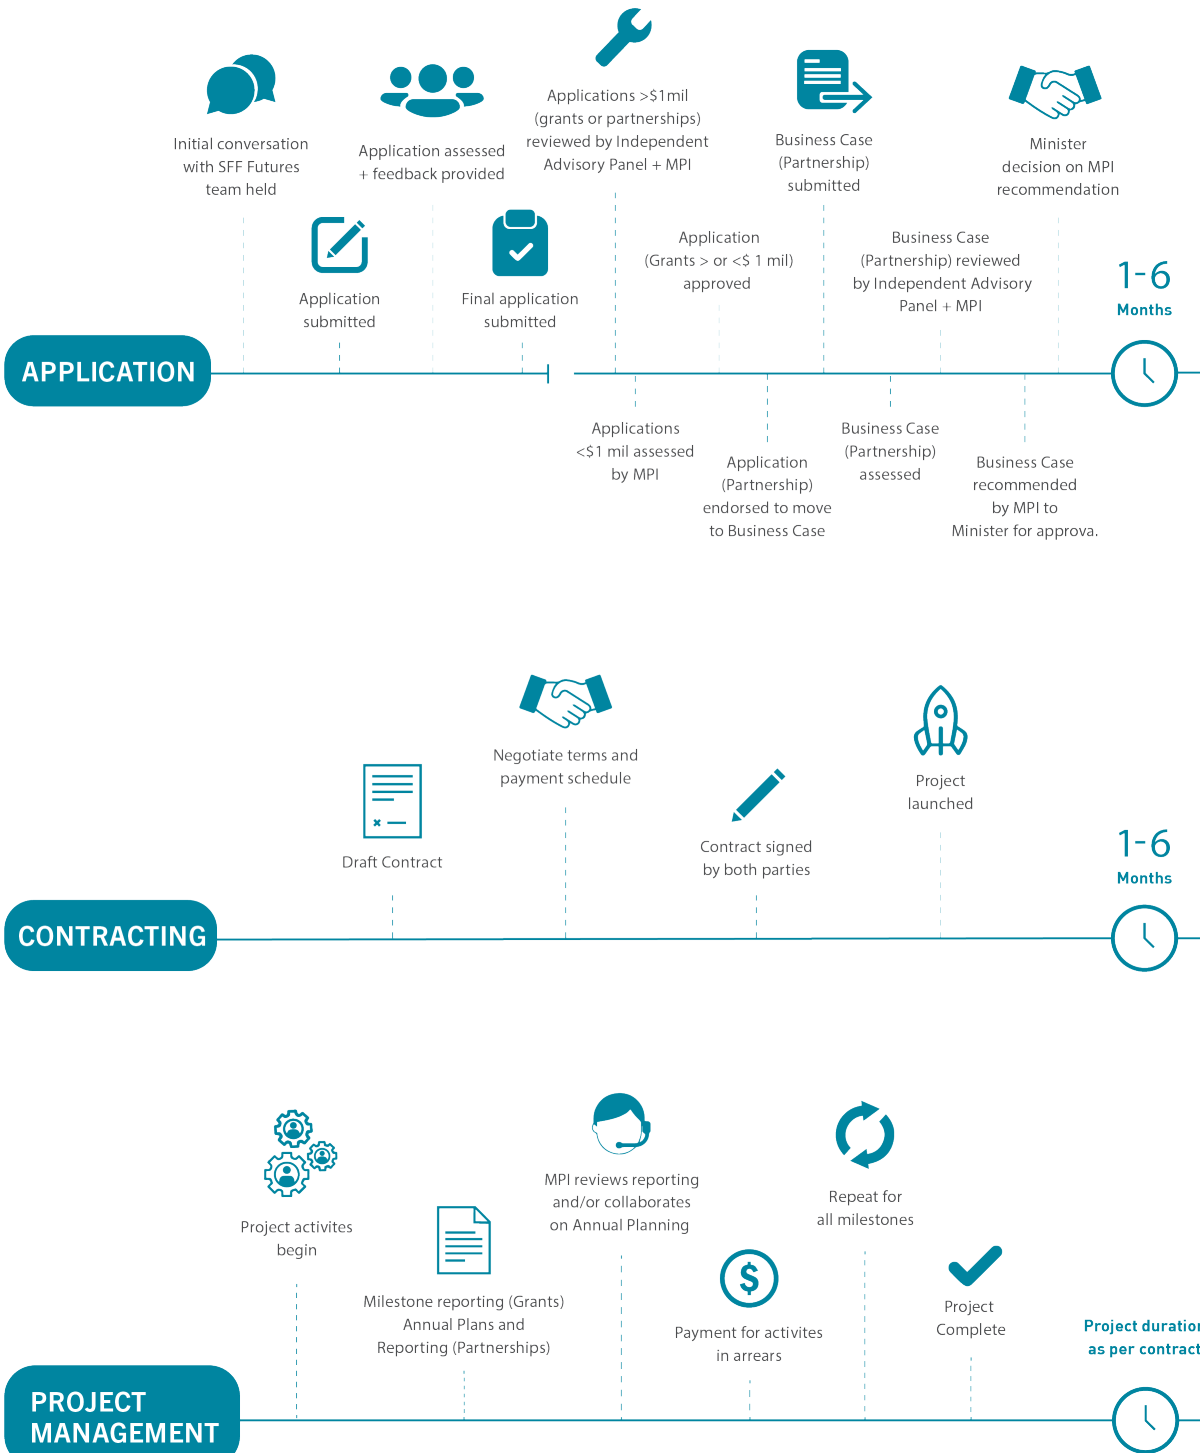 Initial conversation
with SFF Futures
team held
Application
submitted
Application assessed
+ feedback provided
Final application
submitted
Applications >$1mil
(grants or partnerships)
reviewed by Independent
Advisory Panel + MPI
Applications
<$1 mil assessed
by MPI
Application
(Grants > or <$ 1 mil)
approved
Application
(Partnership)
endorsed to move
to Business Case
Business Case
(Partnership)
submitted
Business Case
(Partnership)
assessed
Business Case
(Partnership) reviewed
by Independent Advisory
Panel + MPI
Business Case
recommended
by MPI to
Minister for approva.
Minister
decision on MPI
recommendation
1-6
Months
APPLICATION
Draft Contract
Negotiate terms and
payment schedule
Contract signed
by both parties
Project
launched
1-6
Months
CONTRACTING
Project activites
begin
Milestone reporting (Grants)
Annual Plans and
Reporting (Partnerships)
MPI reviews reporting
and/or collaborates
on Annual Planning
$
Payment for activites
in arrears
Repeat for
all milestones
Project
Complete
Project duration
as per contract
PROJECT
MANAGEMENT